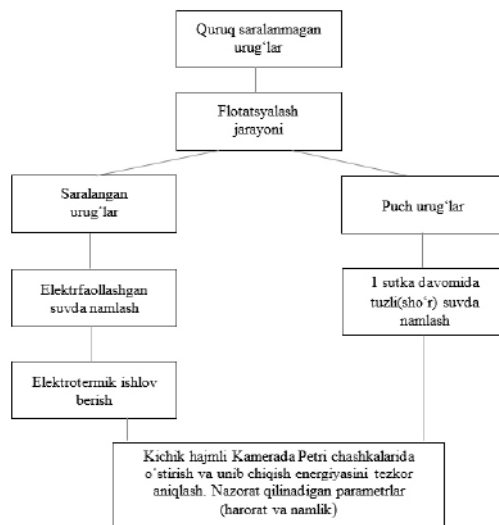 Quruq saralanmagan
urug‘lar
Flotatsyalash
jarayoni
Saralangan
urug‘lar
Puch urug‘lar
Elektrfaollashgan
suvda namlash
1 sutka davomida
tuzli(sho‘r) suvda
namlash
Elektrotermik ishlov
berish
Kichik hajmli Kamerada Petri chashkalarida
o‘stirish va unib chiqish energiyasini tezkor
aniqlash. Nazorat qilinadigan parametrlar
(harorat va namlik)